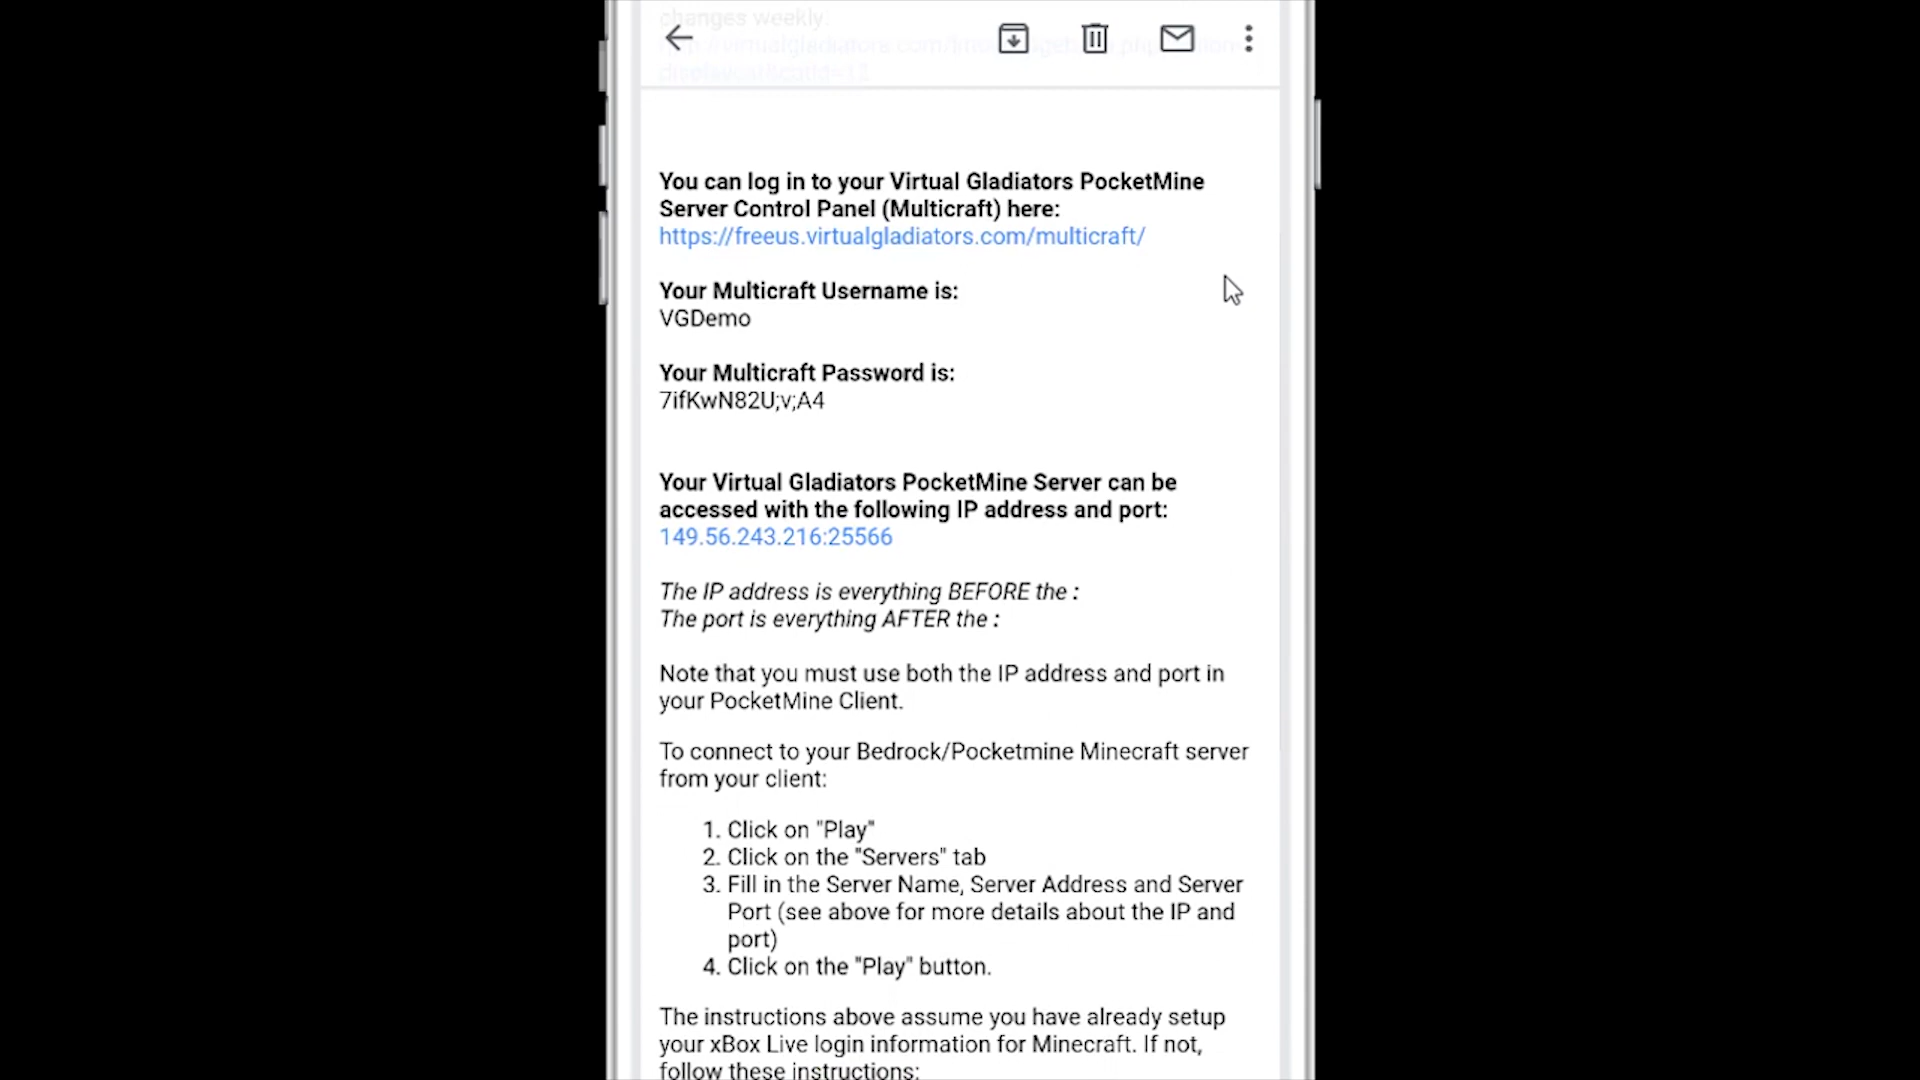 changes weekly:
You can log in to your Virtual Gladiators PocketMine
Server Control Panel (Multicraft) here:
https://freeus.virtualgladiators.com/multicraft/
Your Multicraft Username is:
VGDemo
Your Multicraft Password is:
7ifKwN82U;v;A4
Your Virtual Gladiators PocketMine Server can be
accessed with the following IP address and port:
149.56.243.216:25566
The IP address is everything BEFORE the :
The port is everything AFTER the :
Note that you must use both the IP address and port in
your PocketMine Client.
To connect to your Bedrock/Pocketmine Minecraft server
from your client:
1. Click on "Play"
2. Click on the "Servers" tab
3. Fill in the Server Name, Server Address and Server
Port (see above for more details about the IP and
port)
4. Click on the "Play" button.
The instructions above assume you have already setup
your xBox Live login information for Minecraft. If not,
follow these instructions: